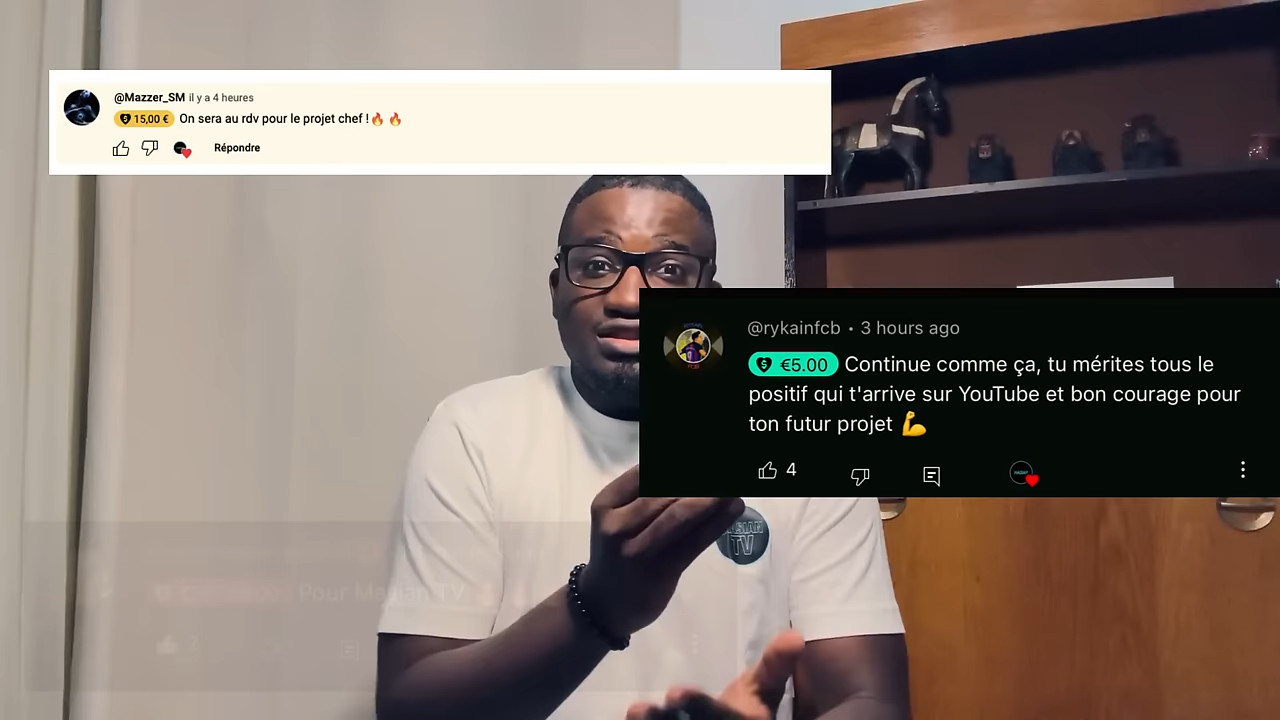 @Mazzer_SM il y a 4 heures
15,00 € On sera au rdv pour le projet chef ! 🔥 🔥
Répondre
@rykainfcb • 3 hours ago
€5.00 Continue comme ça, tu mérites tous le
positif qui t'arrive sur YouTube et bon courage pour
ton futur projet 💪
4
TV
Pour Masian TV